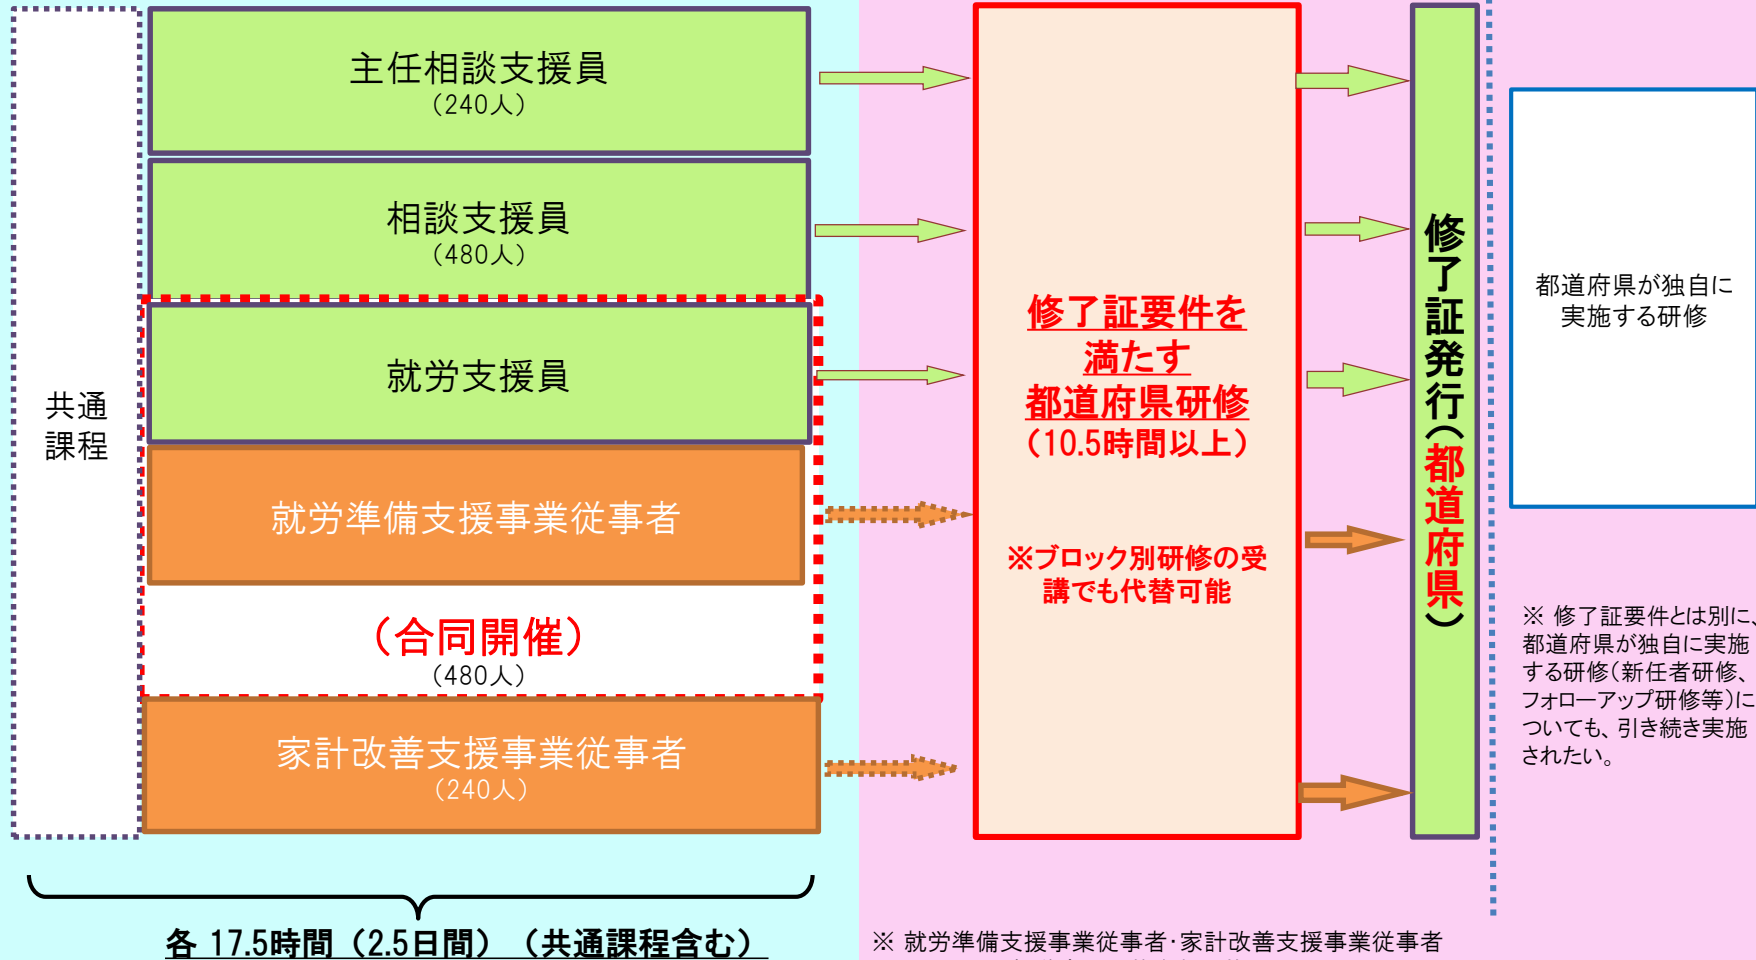 共通
課程
主任相談支援員
（240人）
相談支援員
（480人）
就労支援員
就労準備支援事業従事者
（合同開催）
（480人）
家計改善支援事業従事者
（240人）
各 17.5時間（2.5日間）（共通課程含む）
修了証要件を
満たす
都道府県研修
（10.5時間以上）
※ブロック別研修の受
講でも代替可能
修了証発行（都道府県）
都道府県が独自に
実施する研修
※ 修了証要件とは別に、
都道府県が独自に実施
する研修（新任者研修、
フォローアップ研修等）に
ついても、引き続き実施
されたい。
※ 就労準備支援事業従事者・家計改善支援事業従事者